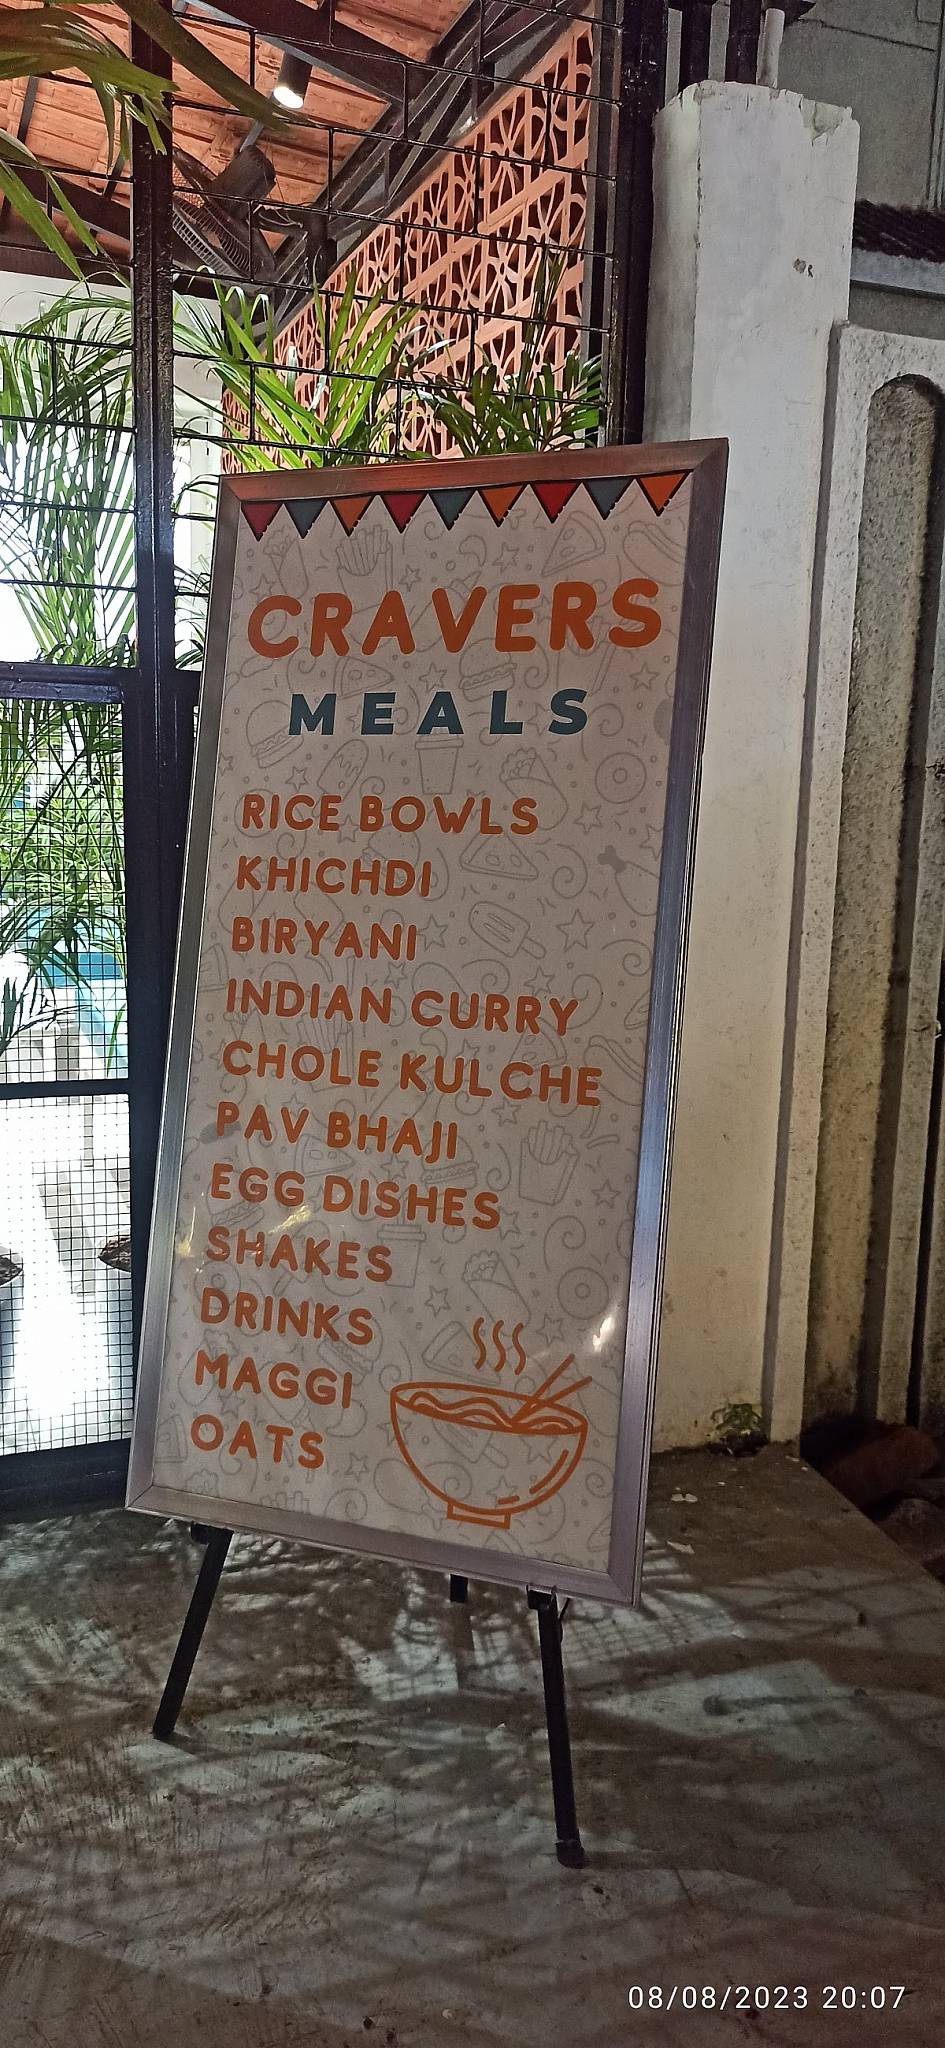 CRAVERS
MEALS
RICE BOWLS
KHICHDI
BIRYANI
INDIAN CURRY
CHOLE KULCHE
PAV BHAJI
EGG DISHES
SHAKES
DRINKS
MAGGI
OATS
08/08/2023 20:07